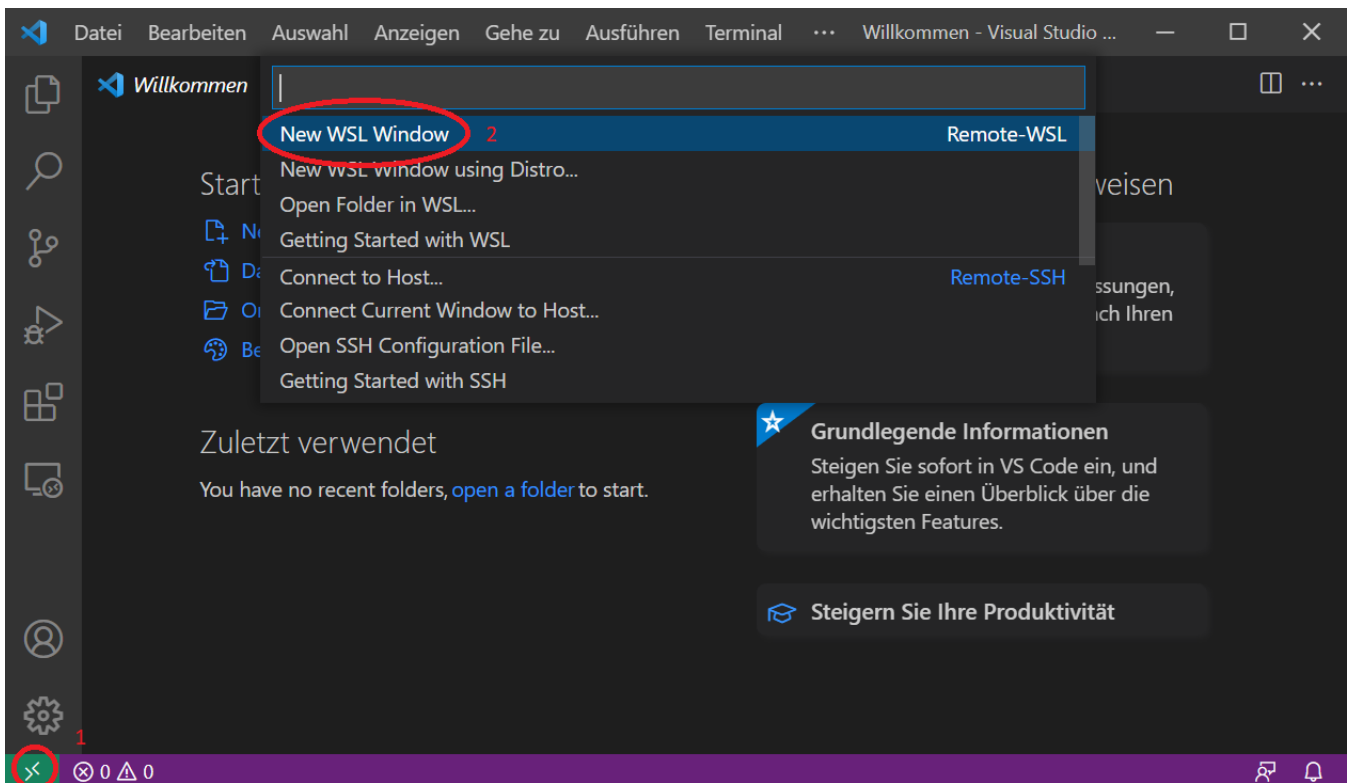 Datei Bearbeiten Auswahl Anzeigen Gehe zu Ausführen Terminal ··· Willkommen - Visual Studio ...
Willkommen
New WSL Window 2 Remote-WSL
New WSL Window using Distro...
Open Folder in WSL...
Getting Started with WSL
Connect to Host... Remote-SSH
Connect Current Window to Host...
Open SSH Configuration File...
Getting Started with SSH
Start
weisen
ssungen,
ch Ihren
Zuletzt verwendet
You have no recent folders, open a folder to start.
Grundlegende Informationen
Steigen Sie sofort in VS Code ein, und
erhalten Sie einen Überblick über die
wichtigsten Features.
Steigern Sie Ihre Produktivität
1
0 0